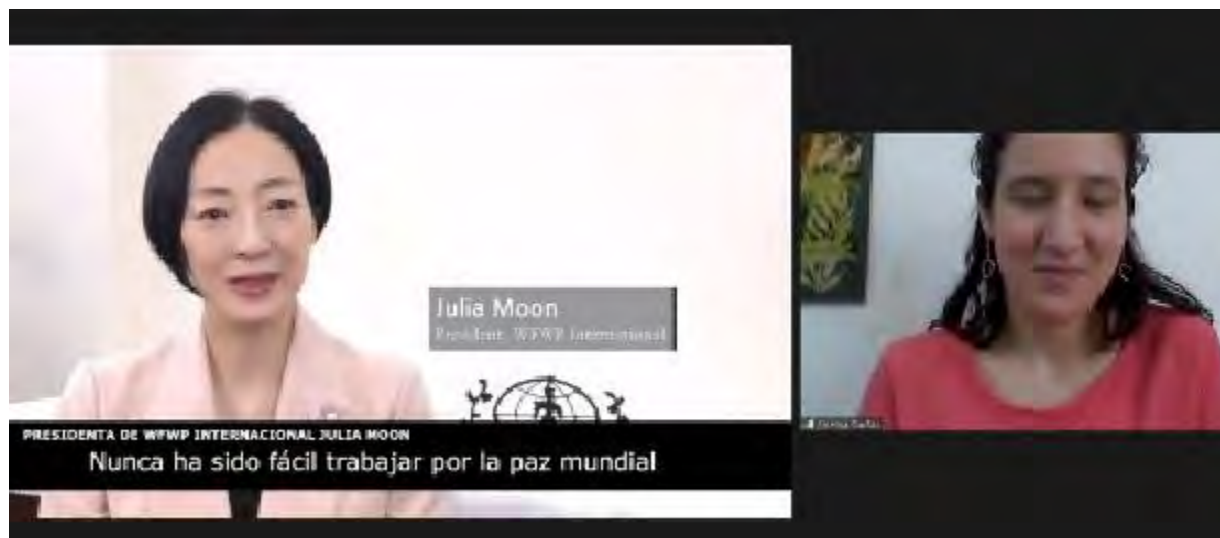 Julia Moon
President, WFWP International
PRESIDENTA DE WFWP INTERNACIONAL JULIA MOON
Nunca ha sido fácil trabajar por la paz mundial